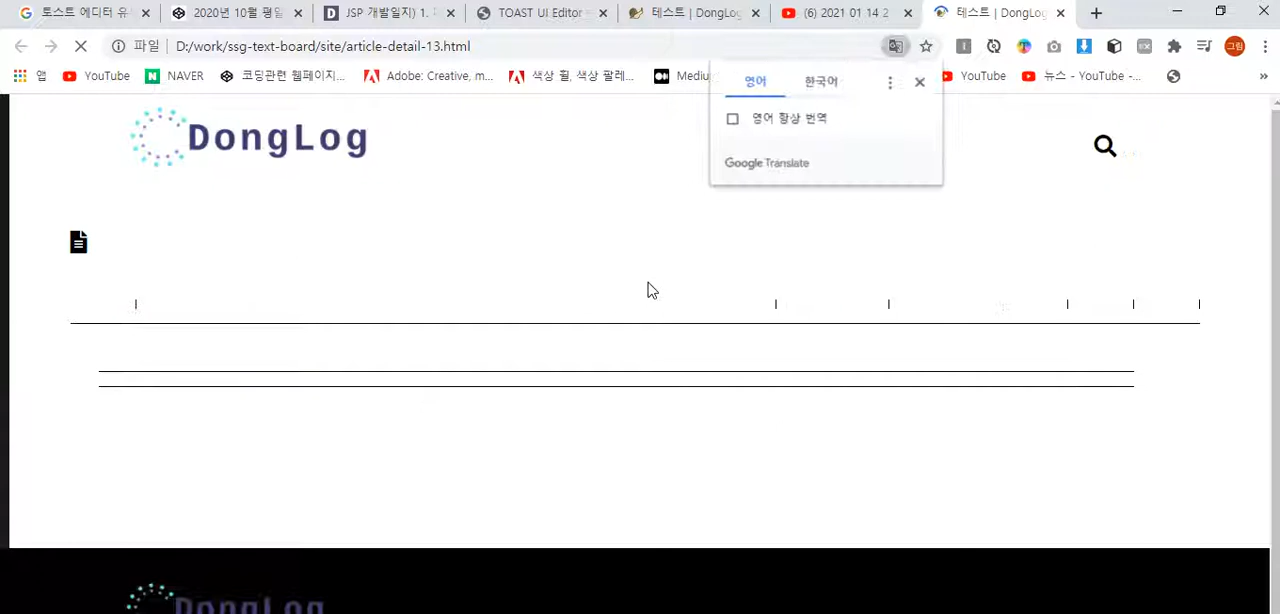 토스트 에디터 유
2020년 10월 평일
JSP 개발일지) 1.
TOAST UI Editor
테스트 | DongLog
(6) 2021 01 14 2
테스트 | DongLog
파일 D:/work/ssg-text-board/site/article_detail-13.html
그림
앱 YouTube NAVER 코딩관련 웹페이지... Adobe: Creative, m... 색상 휠, 색상 팔레... Mediu YouTube 뉴스 - YouTube -... »
영어 한국어
영어 항상 번역
Google Translate
DongLog
DongLog